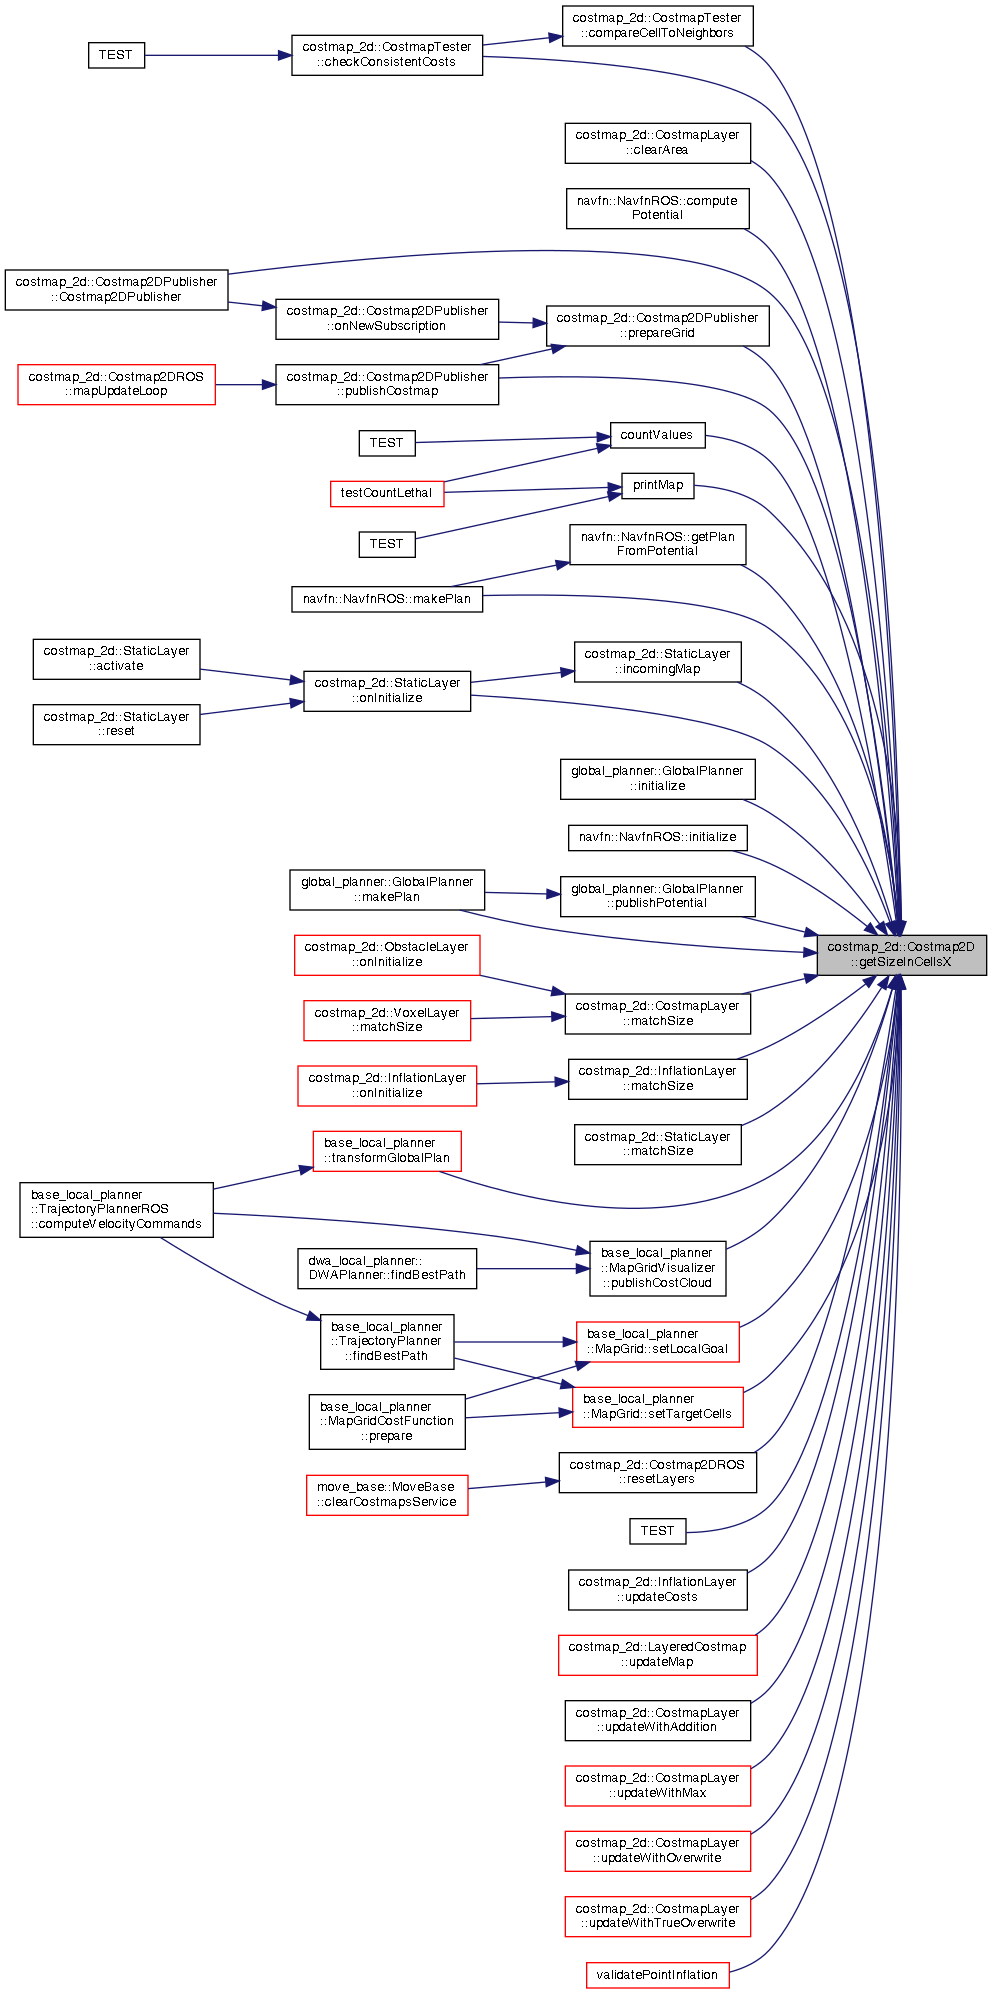 costmap_2d::CostmapTester
::compareCellToNeighbors
TEST
costmap_2d::CostmapTester
::checkConsistentCosts
costmap_2d::CostmapLayer
::clearArea
navfn::NavfnROS::compute
Potential
costmap_2d::Costmap2DPublisher
::Costmap2DPublisher
costmap_2d::Costmap2DPublisher
::onNewSubscription
costmap_2d::Costmap2DPublisher
::prepareGrid
costmap_2d::Costmap2DROS
::mapUpdateLoop
costmap_2d::Costmap2DPublisher
::publishCostmap
TEST
countValues
testCountLethal
printMap
TEST
navfn::NavfnROS::getPlan
FromPotential
navfn::NavfnROS::makePlan
costmap_2d::StaticLayer
::activate
costmap_2d::StaticLayer
::incomingMap
costmap_2d::StaticLayer
::onInitialize
costmap_2d::StaticLayer
::reset
global_planner::GlobalPlanner
::initialize
navfn::NavfnROS::initialize
global_planner::GlobalPlanner
::makePlan
global_planner::GlobalPlanner
::publishPotential
costmap_2d::Costmap2D
::getSizeInCellsX
costmap_2d::ObstacleLayer
::onInitialize
costmap_2d::VoxelLayer
::matchSize
costmap_2d::CostmapLayer
::matchSize
costmap_2d::InflationLayer
::onInitialize
costmap_2d::InflationLayer
::matchSize
costmap_2d::StaticLayer
::matchSize
base_local_planner
::transformGlobalPlan
base_local_planner
::TrajectoryPlannerROS
::computeVelocityCommands
dwa_local_planner::
DWAPlanner::findBestPath
base_local_planner
::MapGridVisualizer
::publishCostCloud
base_local_planner
::TrajectoryPlanner
::findBestPath
base_local_planner
::MapGrid::setLocalGoal
base_local_planner
::MapGridCostFunction
::prepare
base_local_planner
::MapGrid::setTargetCells
move_base::MoveBase
::clearCostmapsService
costmap_2d::Costmap2DROS
::resetLayers
TEST
costmap_2d::InflationLayer
::updateCosts
costmap_2d::LayeredCostmap
::updateMap
costmap_2d::CostmapLayer
::updateWithAddition
costmap_2d::CostmapLayer
::updateWithMax
costmap_2d::CostmapLayer
::updateWithOverwrite
costmap_2d::CostmapLayer
::updateWithTrueOverwrite
validatePointInflation